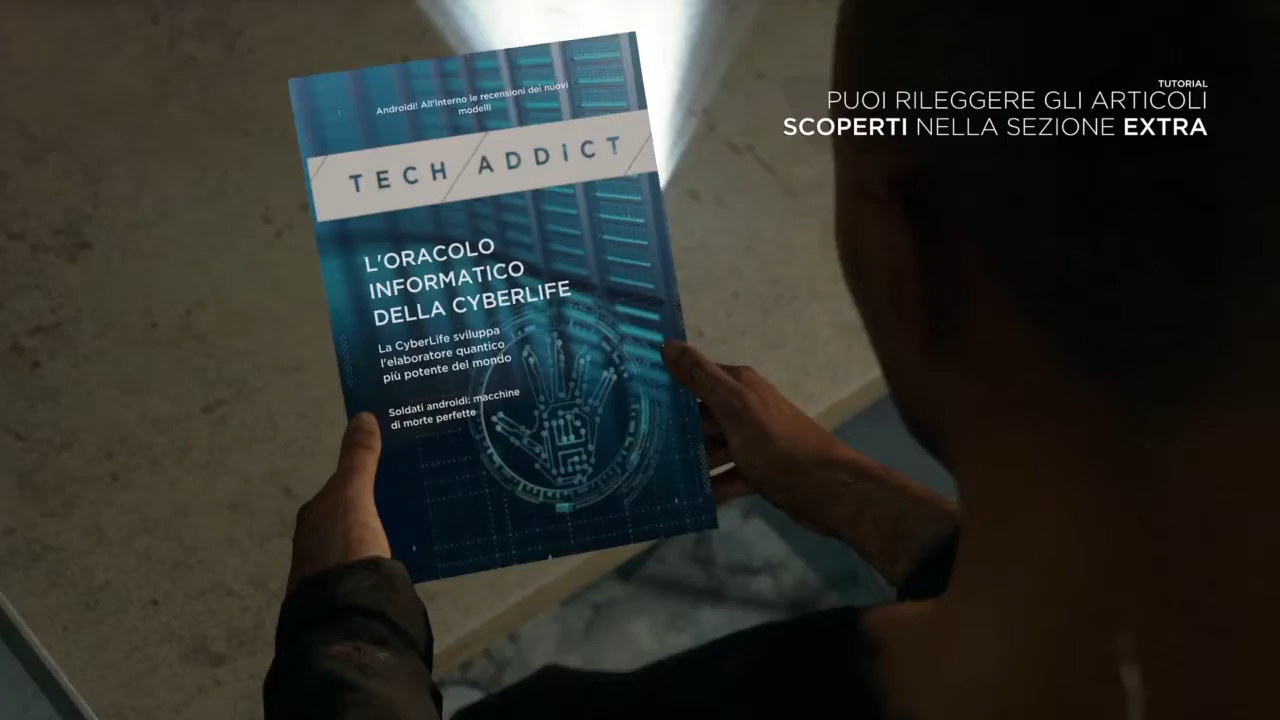 Androidi! All'interno le recensioni dei nuovi
modelli
TECH ADDiCT
L'ORACOLO
INFORMATICO
DELLA CYBERLIFE
La CyberLife sviluppa
l'elaboratore quantico
più potente del mondo
Soldati androidi: macchine
di morte perfette
TUTORIAL
PUOI RILEGGERE GLI ARTICOLI
SCOPERTI NELLA SEZIONE EXTRA